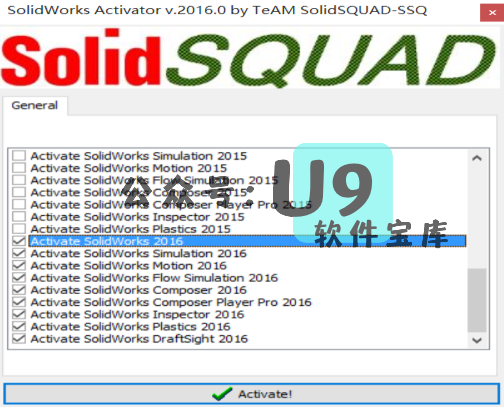 SolidWorks Activator v.2016.0 by TeAM SolidSQUAD-SSQ
SolidSQUAD
General
Activate SolidWorks Simulation 2015
Activate SolidWorks Motion 2015
Activate SolidWorks Flow Simulation 2015
Activate SolidWorks Composer 2015
Activate SolidWorks Composer Player Pro 2015
Activate SolidWorks Inspector 2015
Activate SolidWorks Plastics 2015
Activate SolidWorks 2016
Activate SolidWorks Simulation 2016
Activate SolidWorks Motion 2016
Activate SolidWorks Flow Simulation 2016
Activate SolidWorks Composer 2016
Activate SolidWorks Composer Player Pro 2016
Activate SolidWorks Inspector 2016
Activate SolidWorks Plastics 2016
Activate SolidWorks DraftSight 2016
公众号:U9
软件宝库
Activate!